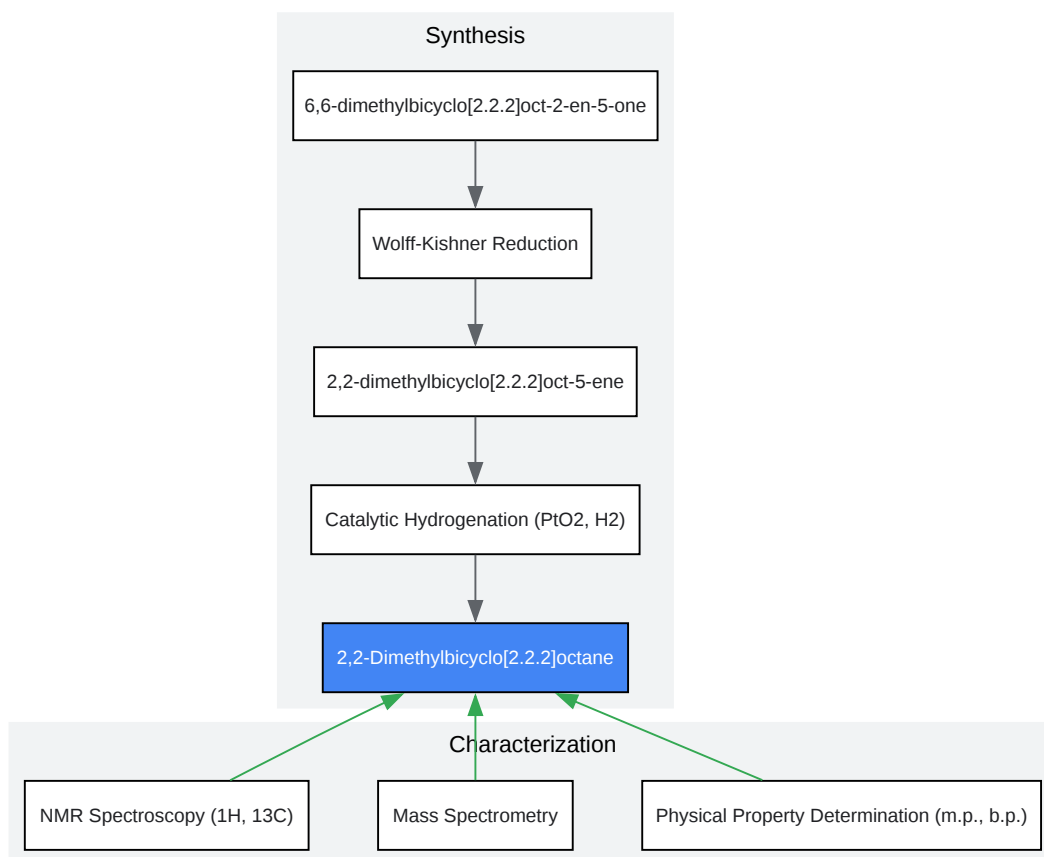 Synthesis
6,6-dimethylbicyclo[2.2.2]oct-2-en-5-one
Wolff-Kishner Reduction
2,2-dimethylbicyclo[2.2.2]oct-5-ene
Catalytic Hydrogenation (PtO2, H2)
2,2-Dimethylbicyclo[2.2.2]octane
Characterization
NMR Spectroscopy (1H, 13C)
Mass Spectrometry
Physical Property Determination (m.p., b.p.)